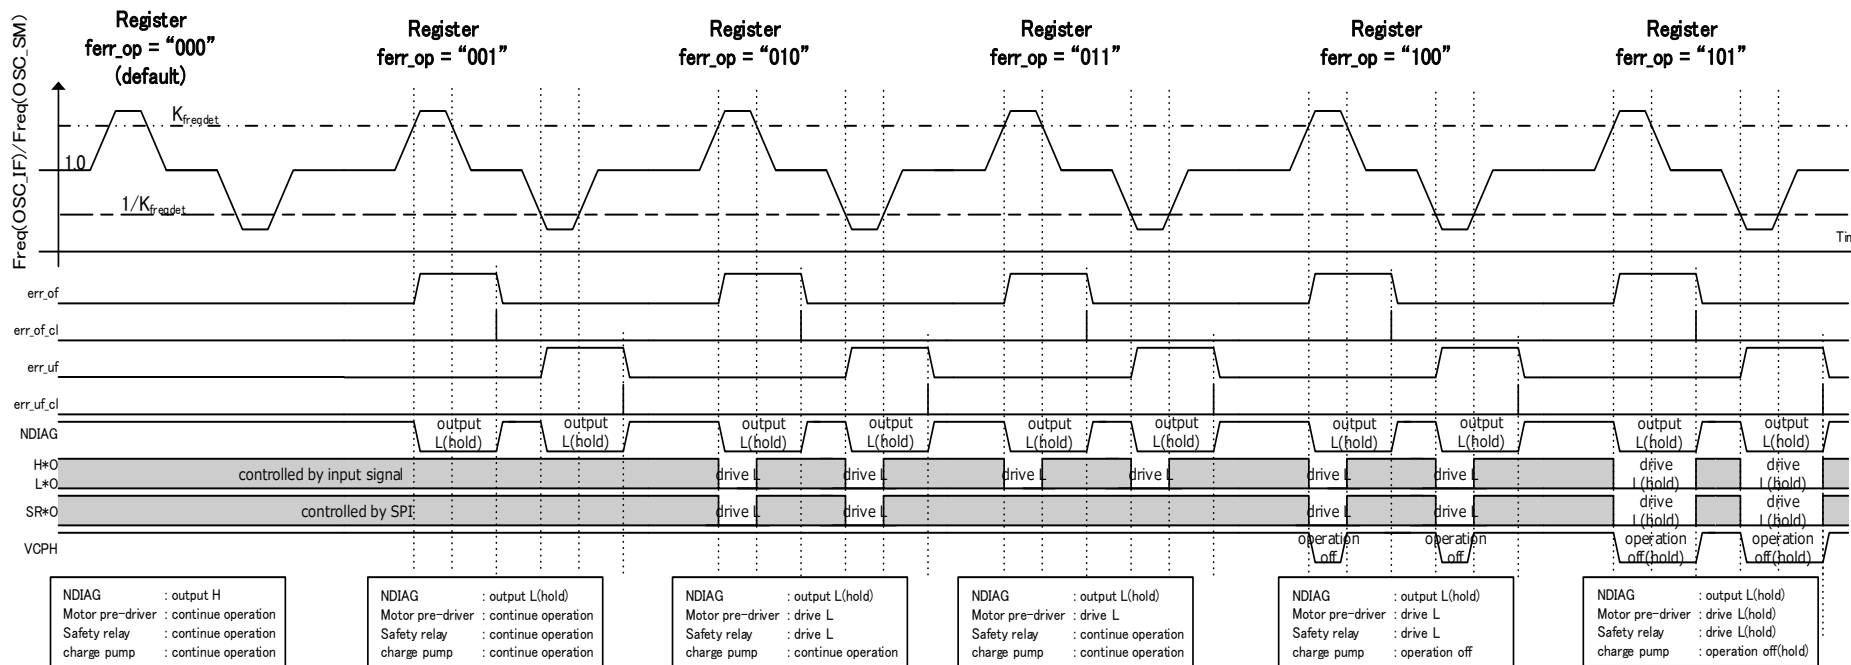 Register
ferr_op = “000”
(default)
Register
ferr_op = “001”
Register
ferr_op = “010”
Register
ferr_op = “011”
Register
ferr_op = “100”
Register
ferr_op = “101”
Freq(OSC_IF)/Freq(OSC_SM)
Kfreqdet
1.0
1/Kfreqdet
Tim
err_of
err_of_cl
err_uf
err_uf_cl
NDIAG
output
L(hold)
output
L(hold)
output
L(hold)
output
L(hold)
output
L(hold)
output
L(hold)
output
L(hold)
output
L(hold)
output
L(hold)
output
L(hold)
H*O
L*O
controlled by input signal
drive L
drive L
drive L
drive L
drive L
drive L
drive
L(hold)
drive
L(hold)
SR*O
controlled by SPI
drive L
drive L
drive L
drive L
drive
L(hold)
drive
L(hold)
VCPH
operation
off
operation
off
operation
off(hold)
operation
off(hold)
NDIAG : output H
Motor pre-driver : continue operation
Safety relay : continue operation
charge pump : continue operation
NDIAG : output L(hold)
Motor pre-driver : continue operation
Safety relay : continue operation
charge pump : continue operation
NDIAG : output L(hold)
Motor pre-driver : drive L
Safety relay : drive L
charge pump : continue operation
NDIAG : output L(hold)
Motor pre-driver : drive L
Safety relay : continue operation
charge pump : continue operation
NDIAG : output L(hold)
Motor pre-driver : drive L
Safety relay : drive L
charge pump : operation off
NDIAG : output L(hold)
Motor pre-driver : drive L(hold)
Safety relay : drive L(hold)
charge pump : operation off(hold)